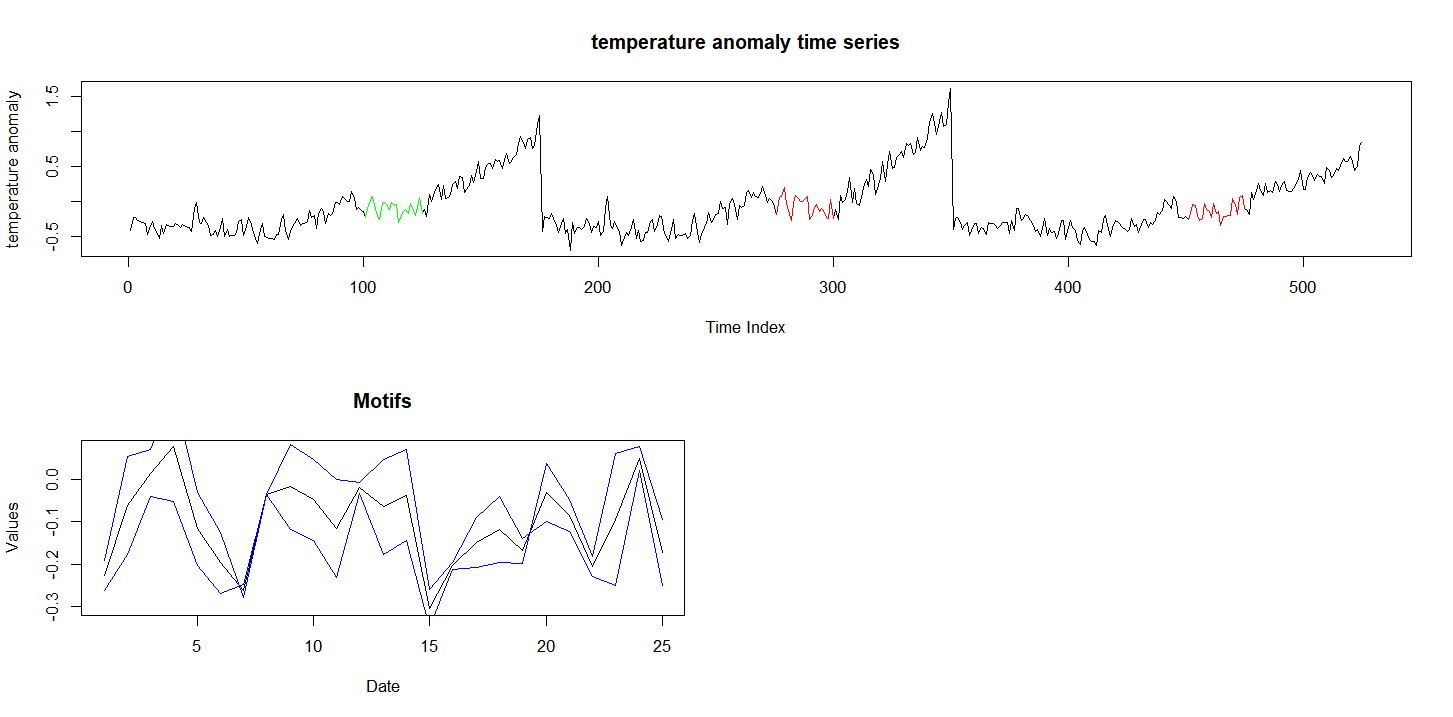 temperature anomaly time series
temperature anomaly
1.5
0.5
-0.5
0 100 200 300 400 500
Time Index
Motifs
Values
0.0
-0.1
-0.2
-0.3
5 10 15 20 25
Date